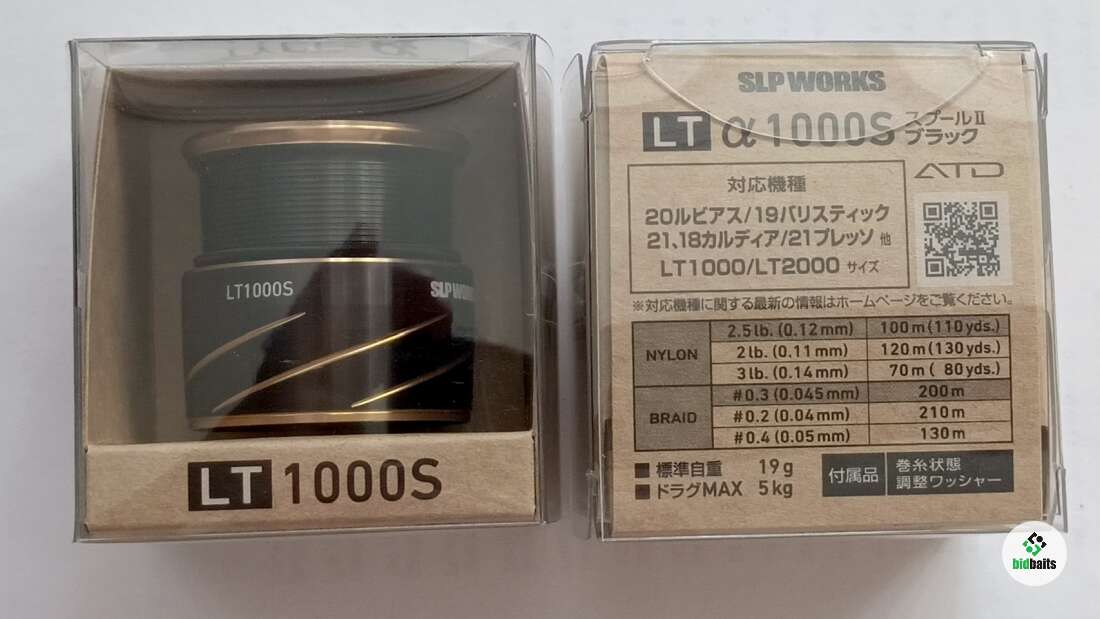 LT1000S
SLP WORKS
LT 1000S
SLP WORKS
LT α1000S スプールII ブラック
ATD
対応機種
20ルビアス/19バリスティック
21、18カルディア/21プレッソ 他
LT1000/LT2000 サイズ
※対応機種に関する最新の情報はホームページをご覧ください。
NYLON
2.5lb. (0.12mm) 100m (110yds.)
2lb. (0.11mm) 120m (130yds.)
3lb. (0.14mm) 70m ( 80yds.)
BRAID
#0.3 (0.045mm) 200m
#0.2 (0.04mm) 210m
#0.4 (0.05mm) 130m
■標準自重 19g
■ドラグMAX 5kg
付属品 巻糸状態 調整ワッシャー
bidbaits